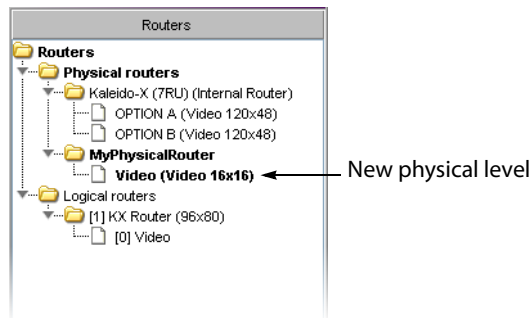 Routers
Routers
Physical routers
Kaleido-X (7RU) (Internal Router)
OPTION A (Video 120x48)
OPTION B (Video 120x48)
MyPhysicalRouter
Video (Video 16x16)
New physical level
Logical routers
[1] KX Router (96x80)
[0] Video